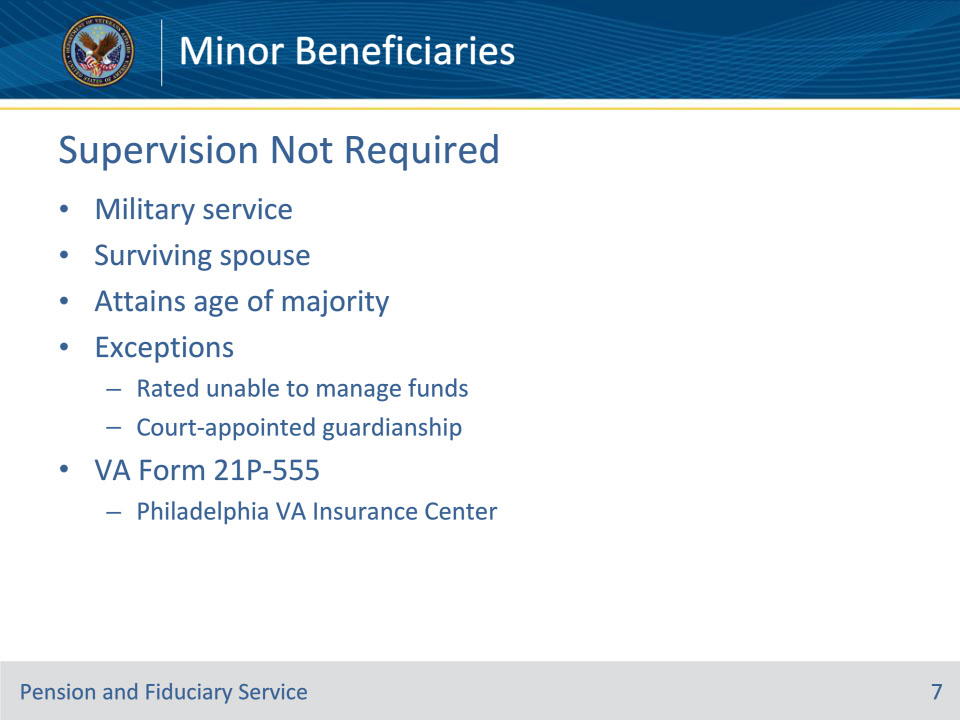 Minor Beneficiaries
Supervision Not Required
• Military service
• Surviving spouse
• Attains age of majority
• Exceptions
– Rated unable to manage funds
– Court-appointed guardianship
• VA Form 21P-555
– Philadelphia VA Insurance Center
Pension and Fiduciary Service
7